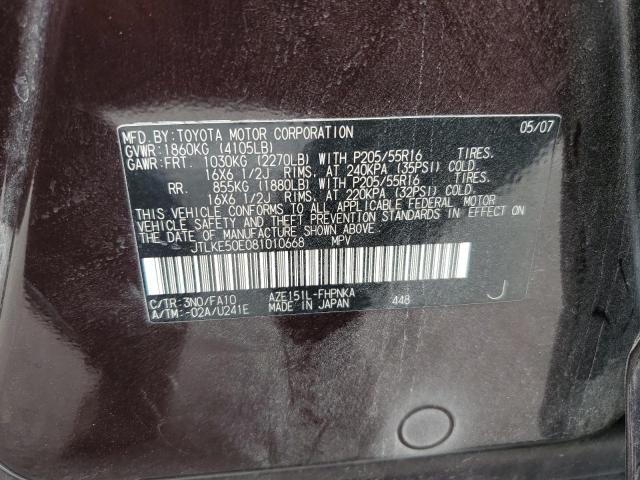 MFD. BY: TOYOTA MOTOR CORPORATION 05/07
GVWR: 1860KG (4105LB)
GAWR: FRT. 1030KG (2270LB) WITH P205/55R16 TIRES.
16X6 1/2J RIMS. AT 240KPA (35PSI) COLD
RR. 855KG (1880LB) WITH P205/55R16 TIRES.
16X6 1/2J RIMS. AT 220KPA (32PSI) COLD.
THIS VEHICLE CONFORMS TO ALL APPLICABLE FEDERAL MOTOR
VEHICLE SAFETY AND THEFT PREVENTION STANDARDS IN
EFFECT ON THE DATE OF MANUFACTURE SHOWN ABOVE.
JTLKE50E081010668 MPV
C/TR: 3N0/FA10 AZE151L-FHPNKA 448 J
A/TM: -02A/U241E MADE IN JAPAN